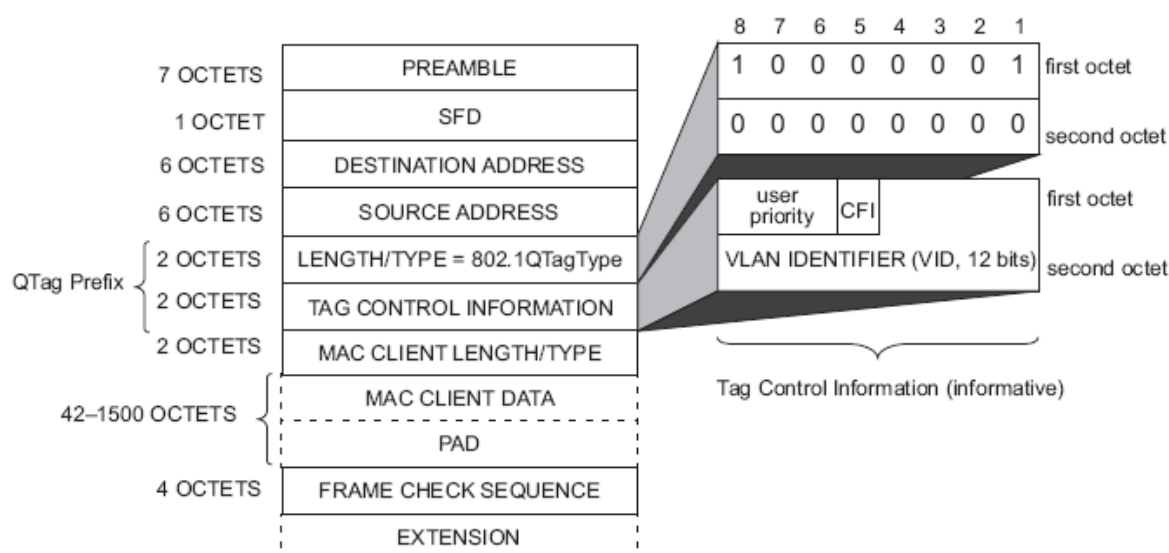 8 7 6 5 4 3 2 1
7 OCTETS PREAMBLE 1 0 0 0 0 0 0 1 first octet
1 OCTET SFD 0 0 0 0 0 0 0 0 second octet
6 OCTETS DESTINATION ADDRESS
6 OCTETS SOURCE ADDRESS user priority CFI first octet
QTag Prefix
2 OCTETS LENGTH/TYPE = 802.1QTagType VLAN IDENTIFIER (VID, 12 bits) second octet
2 OCTETS TAG CONTROL INFORMATION
2 OCTETS MAC CLIENT LENGTH/TYPE
Tag Control Information (informative)
42–1500 OCTETS MAC CLIENT DATA
PAD
4 OCTETS FRAME CHECK SEQUENCE
EXTENSION